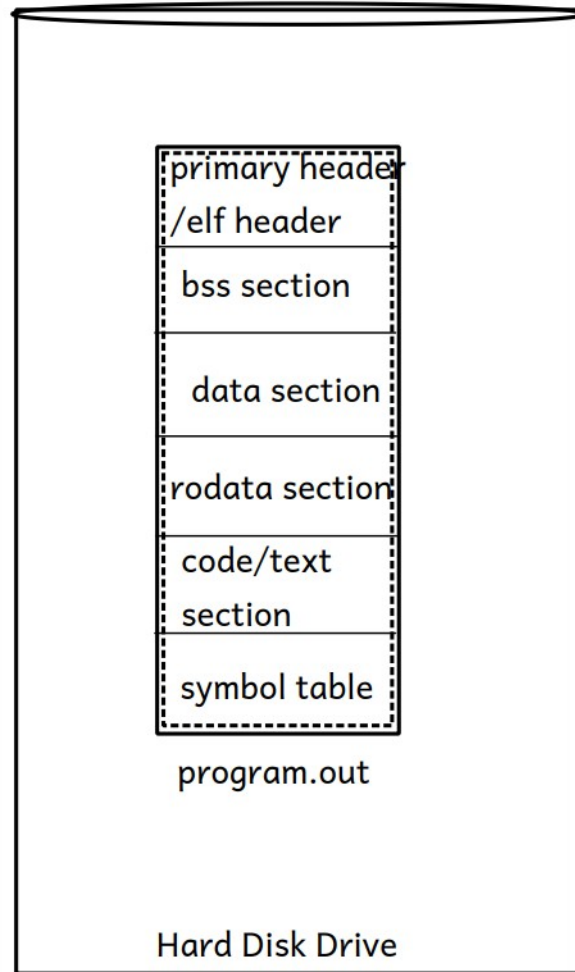 primary header
/elf header
bss section
data section
rodata section
code/text
section
symbol table
program.out
Hard Disk Drive